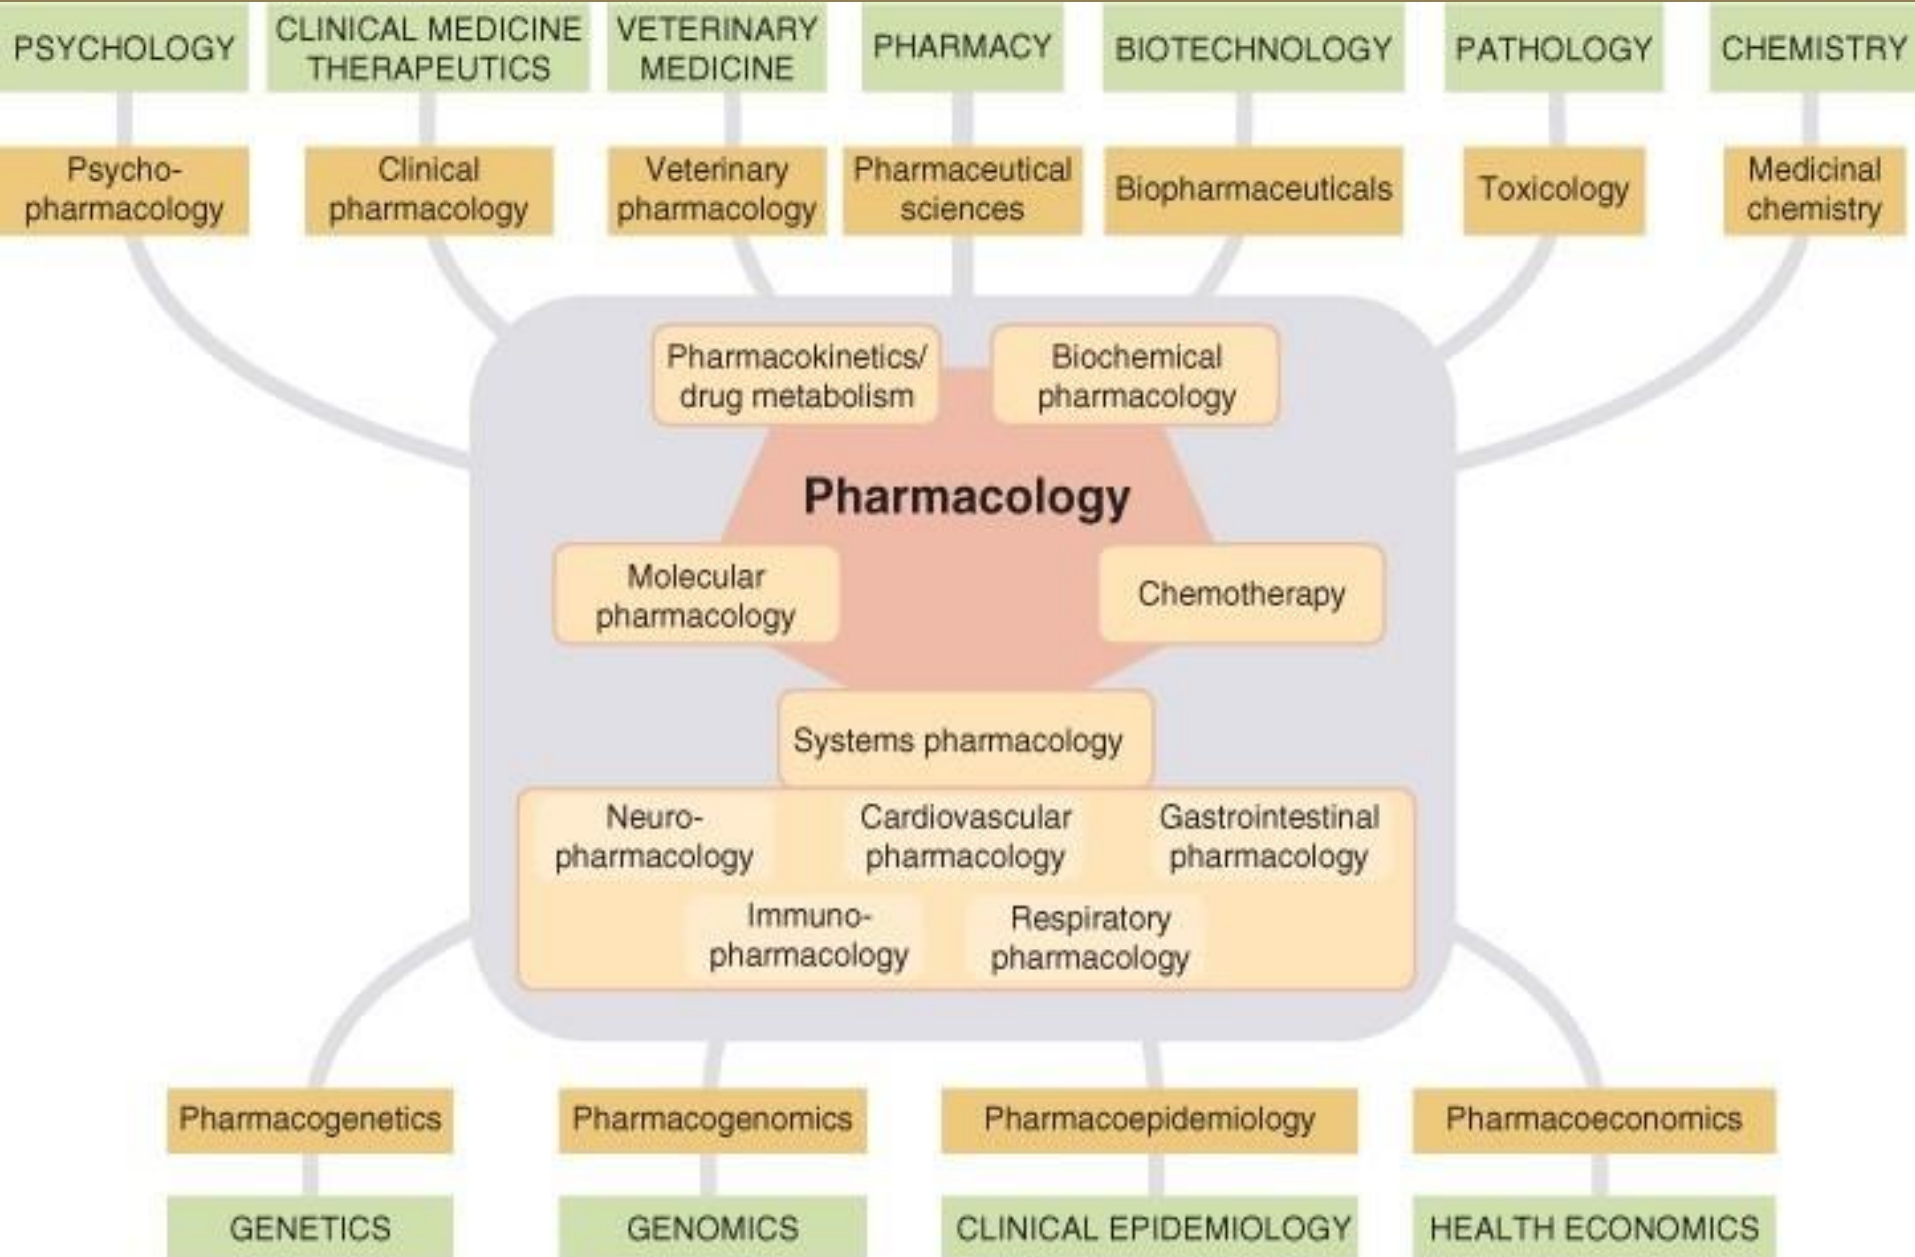 PSYCHOLOGY
CLINICAL MEDICINE
THERAPEUTICS
VETERINARY
MEDICINE
PHARMACY
BIOTECHNOLOGY
PATHOLOGY
CHEMISTRY
Psycho-
pharmacology
Clinical
pharmacology
Veterinary
pharmacology
Pharmaceutical
sciences
Biopharmaceuticals
Toxicology
Medicinal
chemistry
Pharmacokinetics/
drug metabolism
Biochemical
pharmacology
Pharmacology
Molecular
pharmacology
Chemotherapy
Systems pharmacology
Neuro-
pharmacology
Cardiovascular
pharmacology
Gastrointestinal
pharmacology
Immuno-
pharmacology
Respiratory
pharmacology
Pharmacogenetics
Pharmacogenomics
Pharmacoepidemiology
Pharmacoeconomics
GENETICS
GENOMICS
CLINICAL EPIDEMIOLOGY
HEALTH ECONOMICS